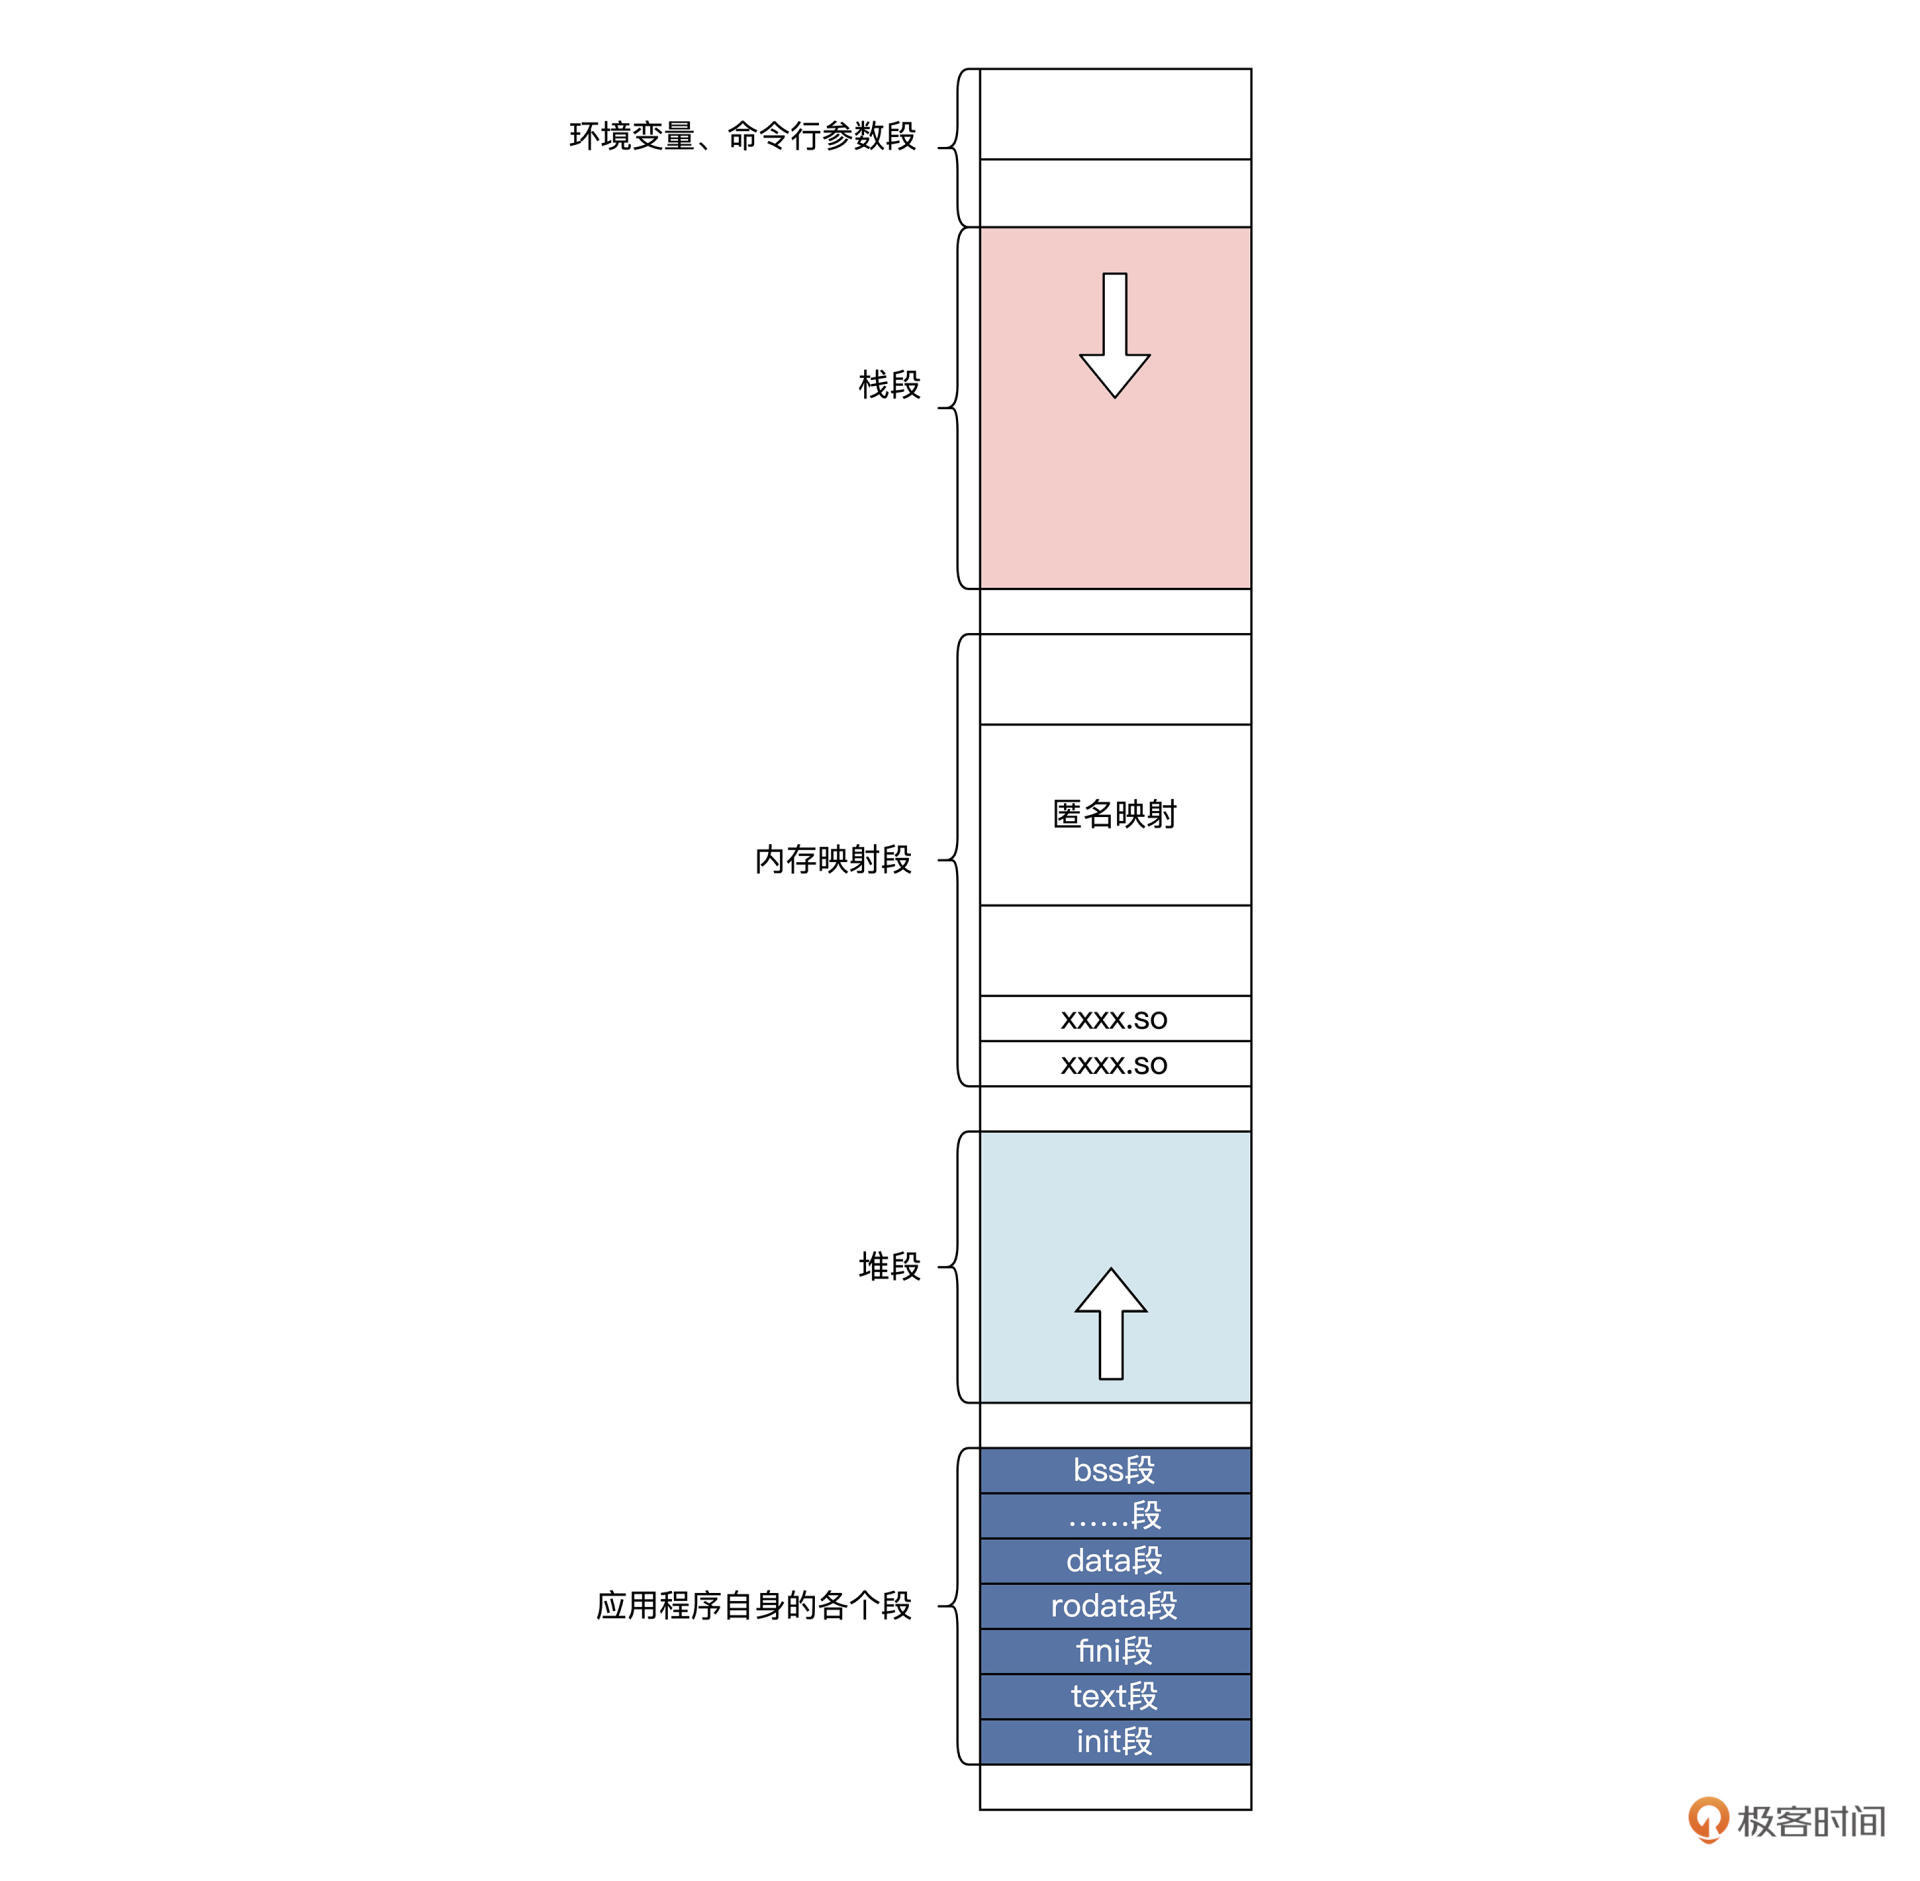 环境变量、命令行参数段
栈段
匿名映射
内存映射段
xxxx.so
xxxx.so
堆段
bss段
......段
data段
rodata段
应用程序自身的各个段
fini段
text段
init段
极客时间